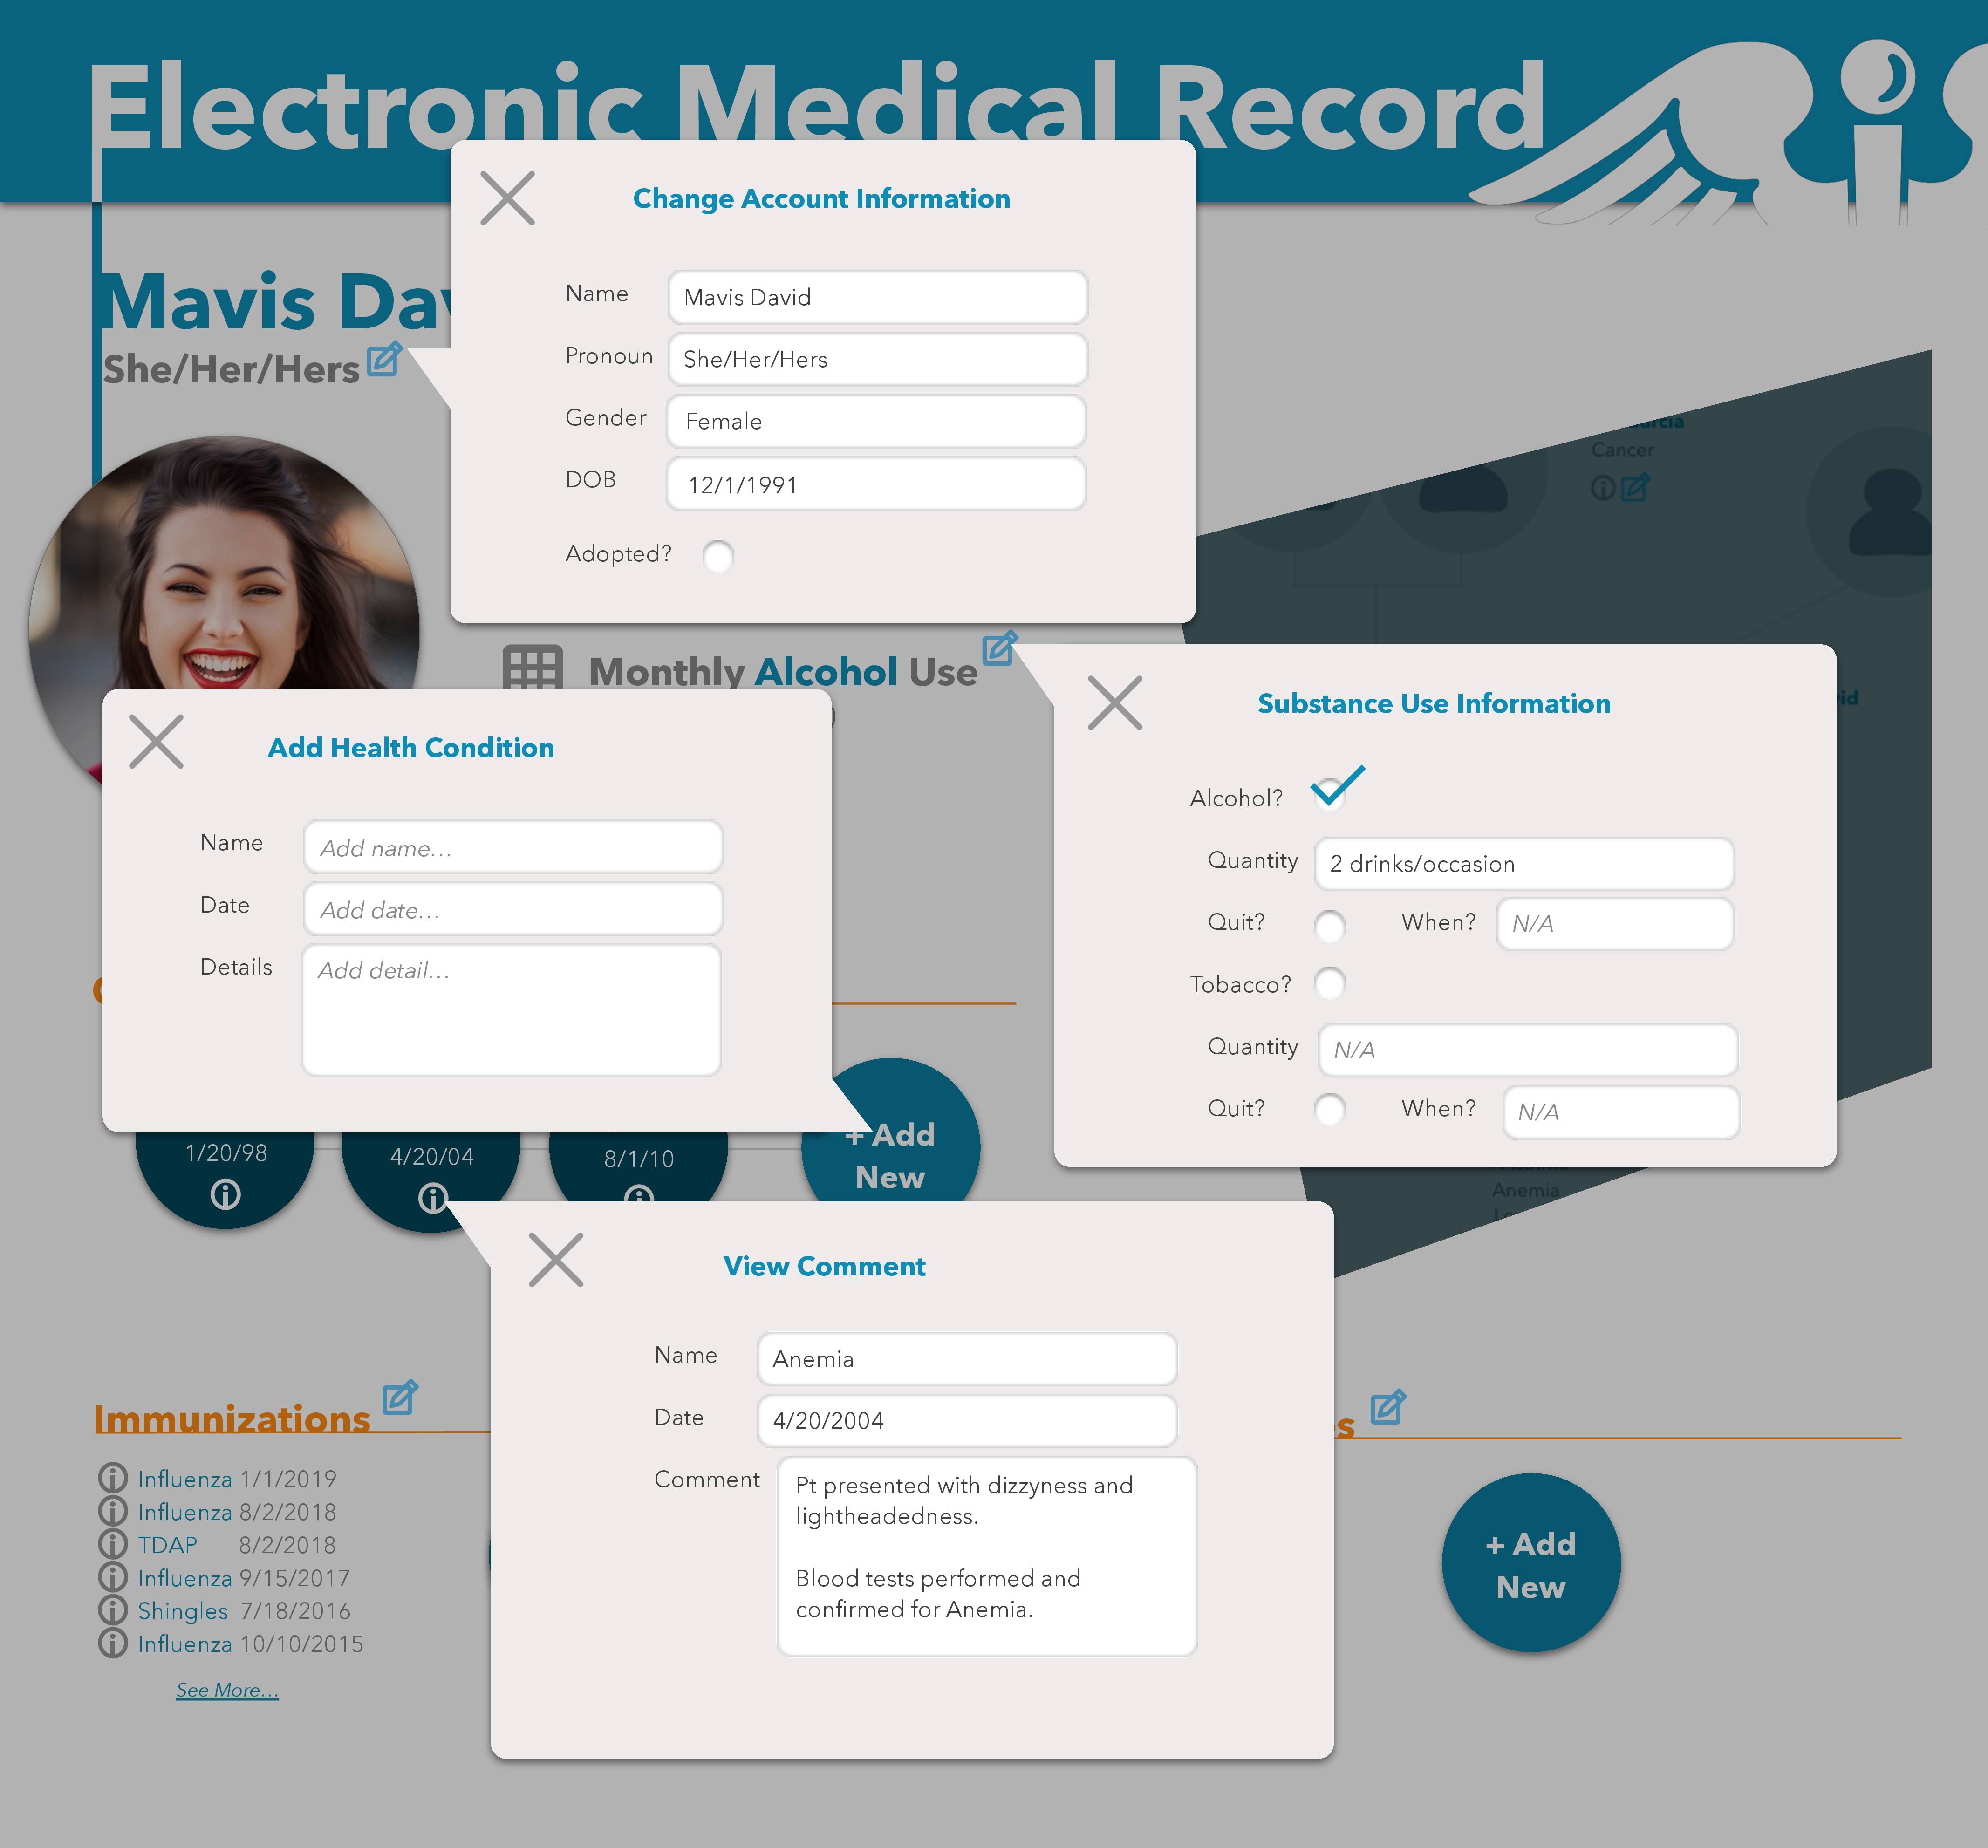 Electronic Medical Record
Change Account Information
Mavis
She/Her/Hers
Name Mavis David
Pronoun She/Her/Hers
Gender Female
DOB 12/1/1991
Adopted?
Cancer
Monthly Alcohol Use
Substance Use Information
Alcohol?
Quantity 2 drinks/occasion
Quit? When? N/A
Tobacco?
Quantity N/A
Quit? When? N/A
Add Health Condition
Name Add name...
Date Add date...
Details Add detail...
1/20/98
4/20/04
8/1/10
+ Add
New
Anemia
View Comment
Name Anemia
Date 4/20/2004
Comment Pt presented with dizzyness and
lightheadedness.
Blood tests performed and
confirmed for Anemia.
Immunizations
Influenza 1/1/2019
Influenza 8/2/2018
TDAP 8/2/2018
Influenza 9/15/2017
Shingles 7/18/2016
Influenza 10/10/2015
See More...
+ Add
New